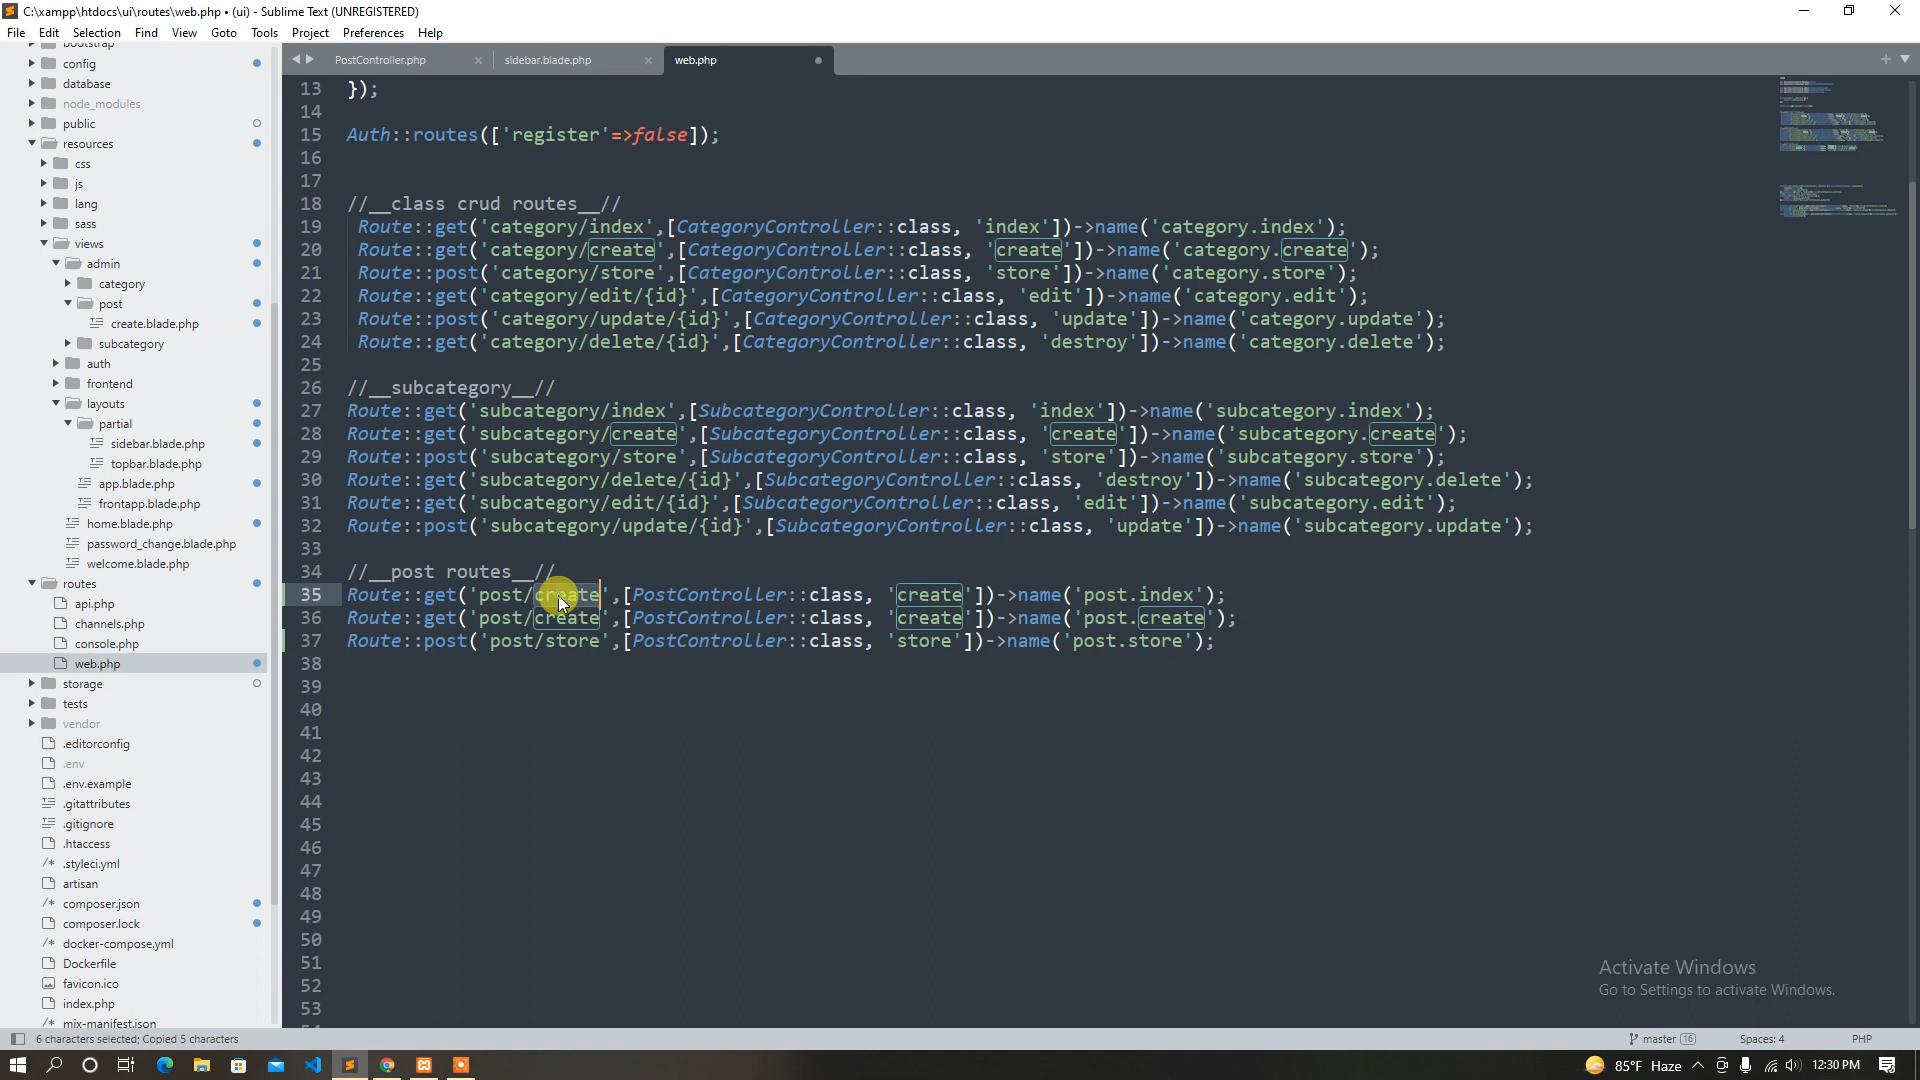 C:\xampp\htdocs\ui\routes\web.php • (ui) - Sublime Text (UNREGISTERED)
File Edit Selection Find View Goto Tools Project Preferences Help
bootstrap
config
database
node_modules
public
resources
css
js
lang
sass
views
admin
category
post
create.blade.php
subcategory
auth
frontend
layouts
partial
sidebar.blade.php
topbar.blade.php
app.blade.php
frontapp.blade.php
home.blade.php
password_change.blade.php
welcome.blade.php
routes
api.php
channels.php
console.php
web.php
storage
tests
vendor
.editorconfig
.env
.env.example
.gitattributes
.gitignore
.htaccess
.styleci.yml
artisan
composer.json
composer.lock
docker-compose.yml
Dockerfile
favicon.ico
index.php
mix-manifest.json
PostController.php sidebar.blade.php web.php
13 });
14
15 Auth::routes(['register'=>false]);
16
17
18 //__class crud routes__//
19 Route::get('category/index',[CategoryController::class, 'index'])->name('category.index');
20 Route::get('category/create',[CategoryController::class, 'create'])->name('category.create');
21 Route::post('category/store',[CategoryController::class, 'store'])->name('category.store');
22 Route::get('category/edit/{id}',[CategoryController::class, 'edit'])->name('category.edit');
23 Route::post('category/update/{id}',[CategoryController::class, 'update'])->name('category.update');
24 Route::get('category/delete/{id}',[CategoryController::class, 'destroy'])->name('category.delete');
25
26 //__subcategory__//
27 Route::get('subcategory/index',[SubcategoryController::class, 'index'])->name('subcategory.index');
28 Route::get('subcategory/create',[SubcategoryController::class, 'create'])->name('subcategory.create');
29 Route::post('subcategory/store',[SubcategoryController::class, 'store'])->name('subcategory.store');
30 Route::get('subcategory/delete/{id}',[SubcategoryController::class, 'destroy'])->name('subcategory.delete');
31 Route::get('subcategory/edit/{id}',[SubcategoryController::class, 'edit'])->name('subcategory.edit');
32 Route::post('subcategory/update/{id}',[SubcategoryController::class, 'update'])->name('subcategory.update');
33
34 //__post routes__//
35 Route::get('post/create',[PostController::class, 'create'])->name('post.index');
36 Route::get('post/create',[PostController::class, 'create'])->name('post.create');
37 Route::post('post/store',[PostController::class, 'store'])->name('post.store');
38
39
40
41
42
43
44
45
46
47
48
49
50
51
52
53
Activate Windows
Go to Settings to activate Windows.
6 characters selected; Copied 5 characters master 16 Spaces: 4 PHP
85°F Haze 12:30 PM